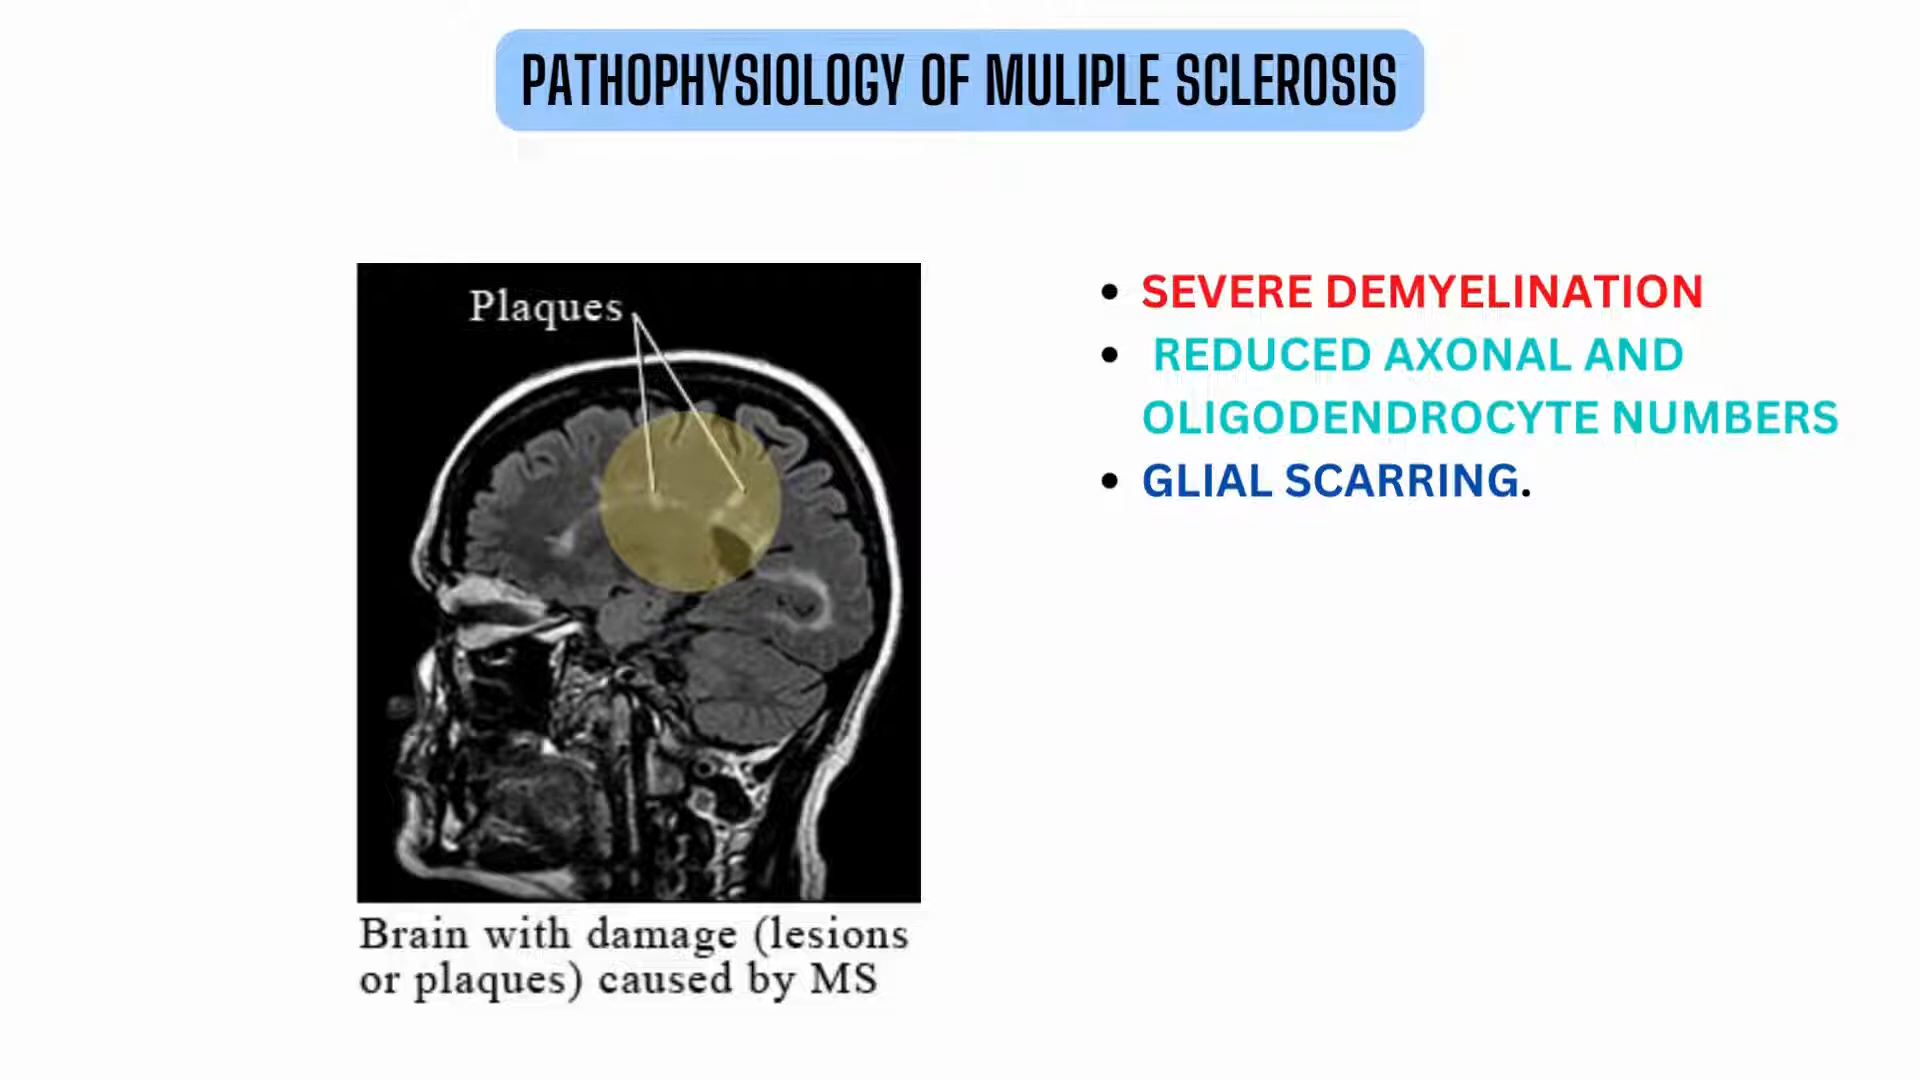 PATHOPHYSIOLOGY OF MULIPLE SCLEROSIS
Plaques
Brain with damage (lesions
or plaques) caused by MS
• SEVERE DEMYELINATION
• REDUCED AXONAL AND
OLIGODENDROCYTE NUMBERS
• GLIAL SCARRING.